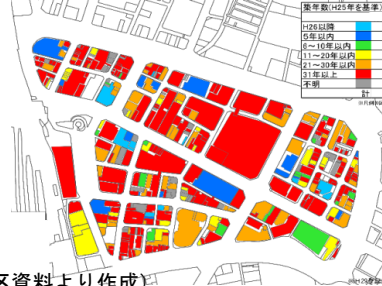 築年数(H25年を基準)
H26以降
5年以内
6～10年以内
11～20年以内
21～30年以内
31年以上
不明
計
区資料より作成)